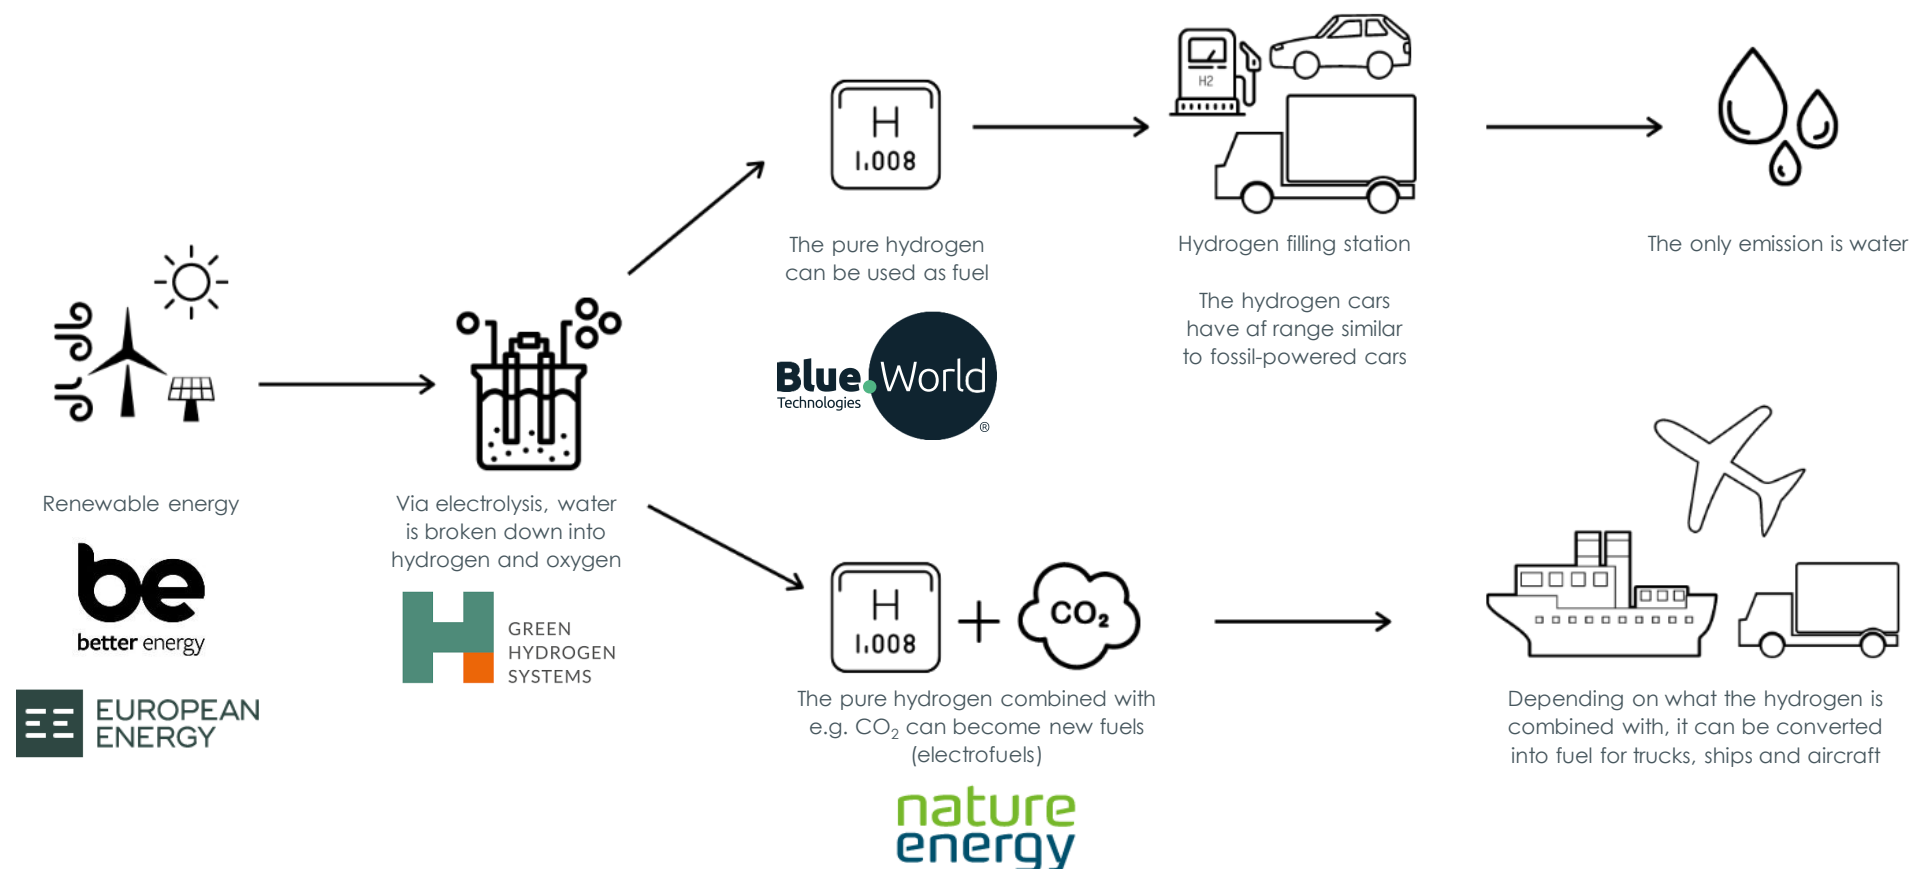 H
1.008
The pure hydrogen
can be used as fuel
Blue World
Technologies
®
H2
Hydrogen filling station
The hydrogen cars
have af range similar
to fossil-powered cars
The only emission is water
Renewable energy
be
better energy
EUROPEAN
ENERGY
Via electrolysis, water
is broken down into
hydrogen and oxygen
GREEN
HYDROGEN
SYSTEMS
H
1.008
+
CO₂
The pure hydrogen combined with
e.g. CO₂ can become new fuels
(electrofuels)
nature
energy
Depending on what the hydrogen is
combined with, it can be converted
into fuel for trucks, ships and aircraft